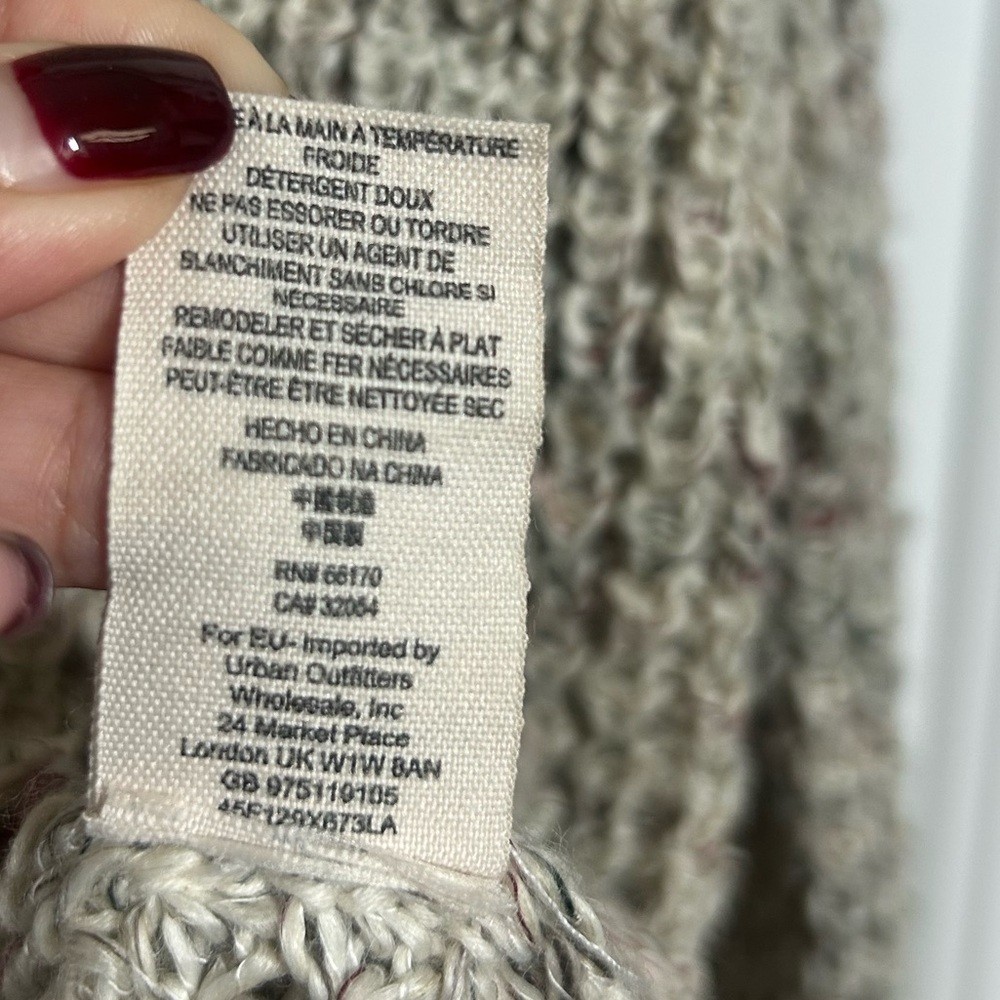 E À LA MAIN A TEMPÉRATURE
FROIDE
DÉTERGENT DOUX
NE PAS ESSORER OU TORDRE
UTILISER UN AGENT DE
BLANCHIMENT SANS CHLORE SI
NÉCESSAIRE
REMODELER ET SÉCHER À PLAT
FAIBLE COMME FER NÉCESSAIRES
PEUT-ÊTRE ÊTRE NETTOYÉE SEC
HECHO EN CHINA
FABRICADO NA CHINA
中國製造
中国製
RN# 66170
CA# 32054
For EU- Imported by
Urban Outfitters
Wholesale, Inc
24 Market Place
London UK W1W 8AN
GB 975119105
45F129X673LA